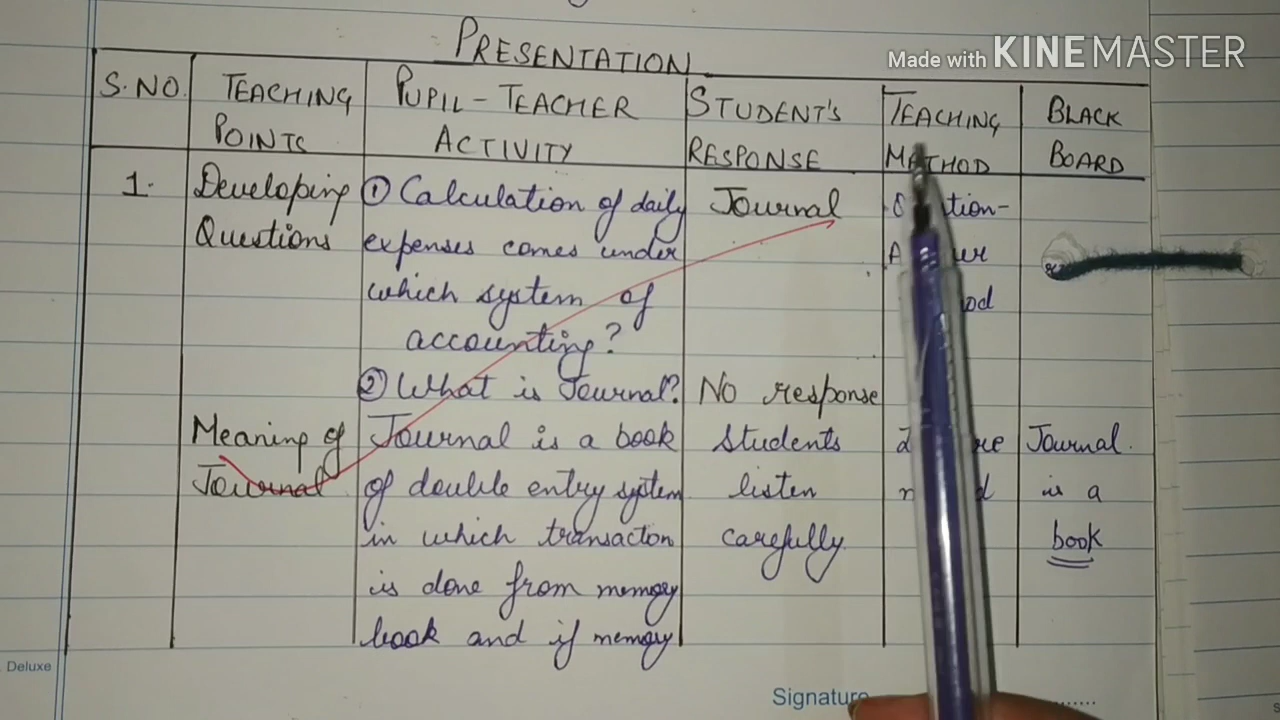 Made with KINEMASTER
PRESENTATION
S.NO. TEACHING POINTS PUPIL-TEACHER ACTIVITY STUDENT'S RESPONSE TEACHING METHOD BLACK BOARD
1. Developing ① Calculation of daily Journal
Questions expenses comes under
which system of
accounting?
② What is Journal? No response
Meaning of Journal is a book students Journal.
Journal of double entry system listen is a
in which transacton carefully book
is done from memory
book and if memory
Deluxe
Signature